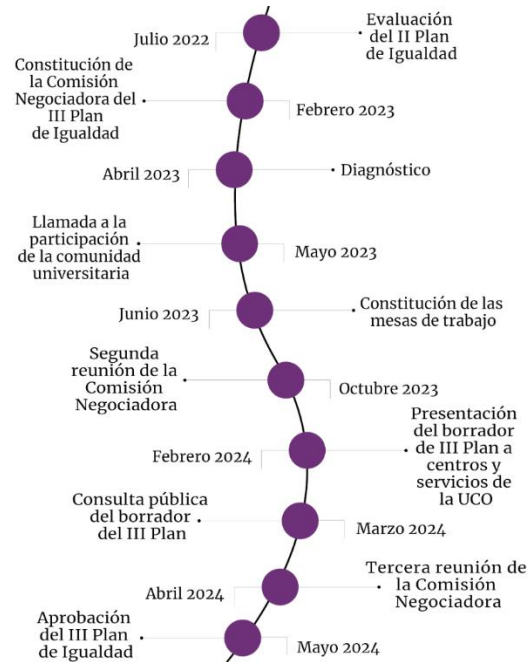 Julio 2022
Evaluación
del II Plan
de Igualdad
Constitución de
la Comisión
Negociadora del
III Plan
de Igualdad
Febrero 2023
Abril 2023
Diagnóstico
Llamada a la
participación
de la comunidad
universitaria
Mayo 2023
Junio 2023
Constitución de las
mesas de trabajo
Segunda
reunión de la
Comisión
Negociadora
Octubre 2023
Febrero 2024
Presentación
del borrador
de III Plan a
centros y
servicios de
la UCO
Consulta pública
del borrador
del III Plan
Marzo 2024
Abril 2024
Tercera reunión de
la Comisión
Negociadora
Aprobación
del III Plan
de Igualdad
Mayo 2024